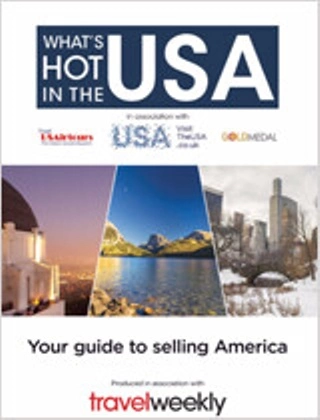 WHAT'S
HOT
IN THE
USA
in association with
USAirtours
USA
Visit
TheUSA
.co.uk
GOLDMEDAL
Your guide to selling America
Produced in association with
travelweekly